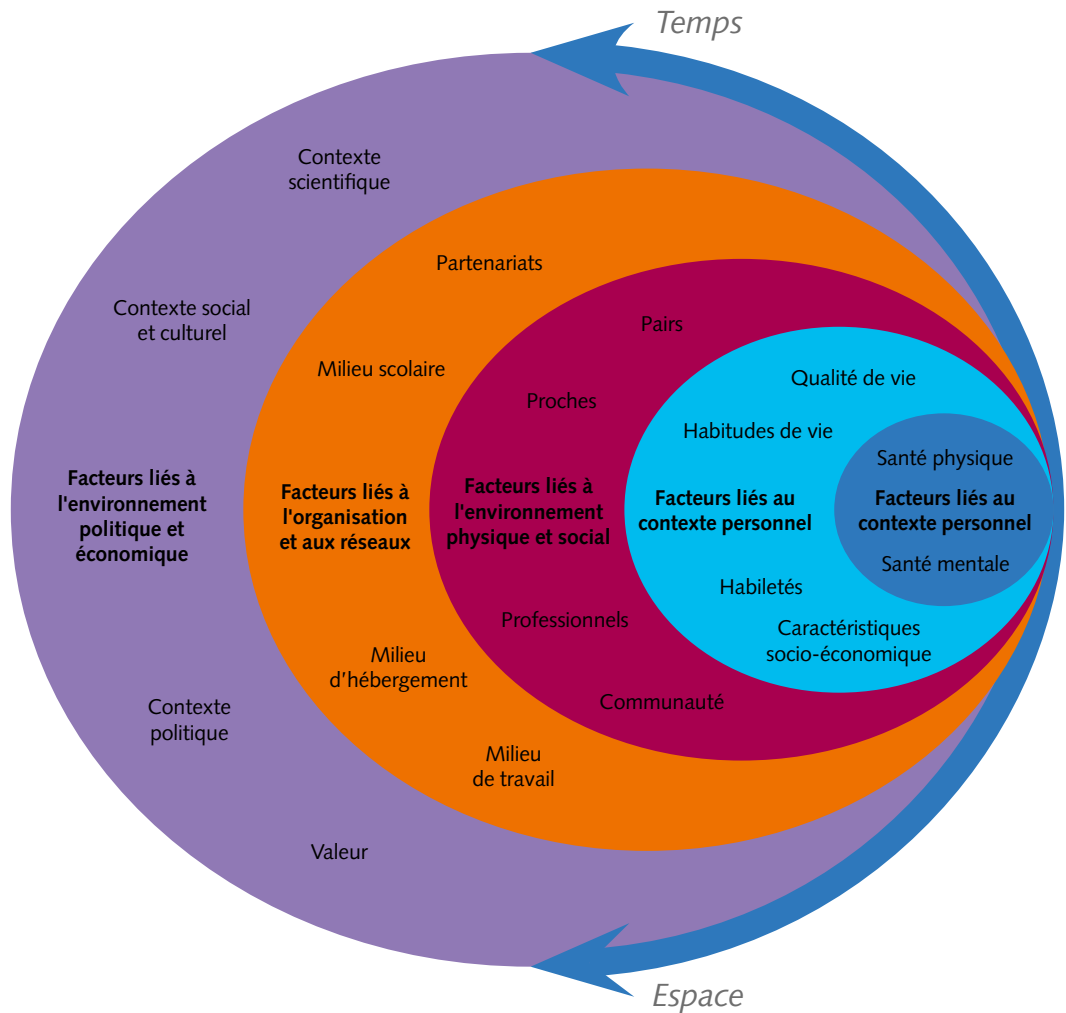 Temps
Contexte
scientifique
Contexte social
et culturel
Facteurs liés à
l'environnement
politique et
économique
Contexte
politique
Valeur
Partenariats
Milieu scolaire
Facteurs liés à
l'organisation
et aux réseaux
Milieu
d'hébergement
Milieu
de travail
Pairs
Proches
Facteurs liés à
l'environnement
physique et social
Professionnels
Communauté
Qualité de vie
Habitudes de vie
Facteurs liés au
contexte personnel
Habiletés
Caractéristiques
socio-économique
Santé physique
Facteurs liés au
contexte personnel
Santé mentale
Espace